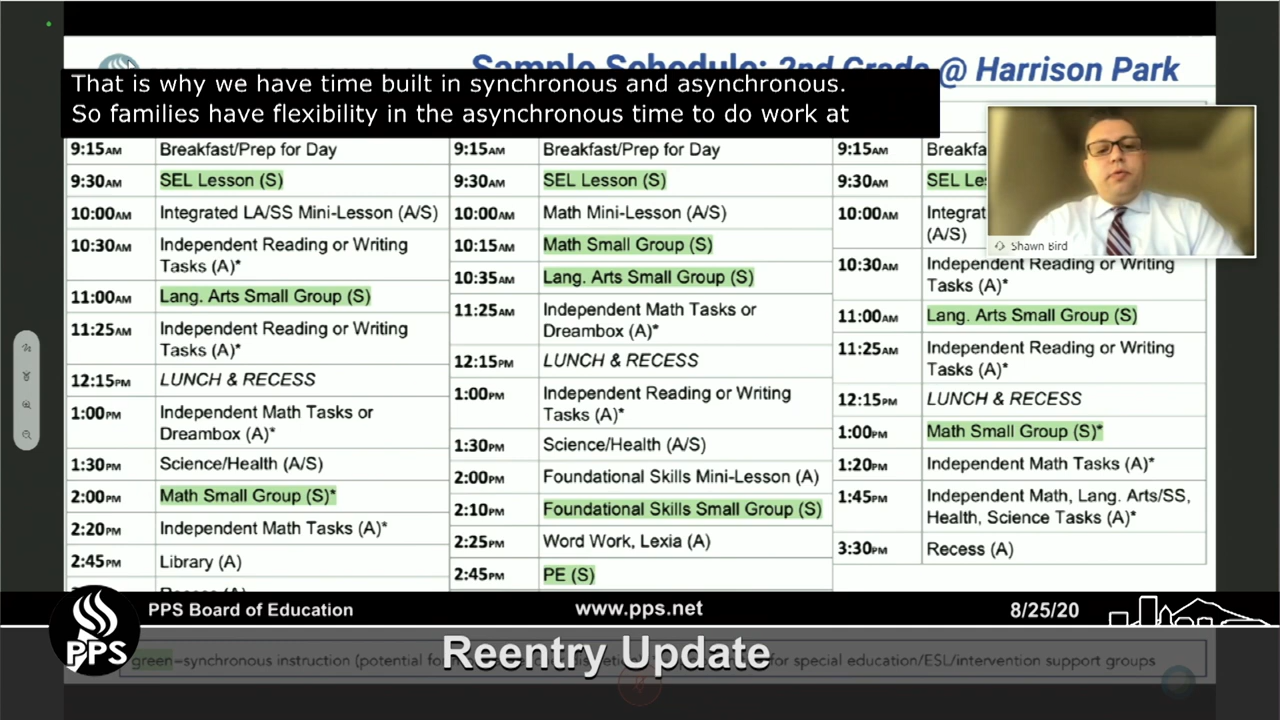 Sample Schedule: 2nd Grade @ Harrison Park
That is why we have time built in synchronous and asynchronous.
So families have flexibility in the asynchronous time to do work at
9:15AM Breakfast/Prep for Day
9:30AM SEL Lesson (S)
10:00AM Integrated LA/SS Mini-Lesson (A/S)
10:30AM Independent Reading or Writing
Tasks (A)*
11:00AM Lang. Arts Small Group (S)
11:25AM Independent Reading or Writing
Tasks (A)*
12:15PM LUNCH & RECESS
1:00PM Independent Math Tasks or
Dreambox (A)*
1:30PM Science/Health (A/S)
2:00PM Math Small Group (S)*
2:20PM Independent Math Tasks (A)*
2:45PM Library (A)
9:15AM Breakfast/Prep for Day
9:30AM SEL Lesson (S)
10:00AM Math Mini-Lesson (A/S)
10:15AM Math Small Group (S)
10:35AM Lang. Arts Small Group (S)
11:25AM Independent Math Tasks or
Dreambox (A)*
12:15PM LUNCH & RECESS
1:00PM Independent Reading or Writing
Tasks (A)*
1:30PM Science/Health (A/S)
2:00PM Foundational Skills Mini-Lesson (A)
2:10PM Foundational Skills Small Group (S)
2:25PM Word Work, Lexia (A)
2:45PM PE (S)
9:15AM
9:30AM SEL
10:00AM
(A/S)
10:30AM Independent Reading or Writing
Tasks (A)*
11:00AM Lang. Arts Small Group (S)
11:25AM Independent Reading or Writing
Tasks (A)*
12:15PM LUNCH & RECESS
1:00PM Math Small Group (S)*
1:20PM Independent Math Tasks (A)*
1:45PM Independent Math, Lang. Arts/SS,
Health, Science Tasks (A)*
3:30PM Recess (A)
Shawn Bird
PPS
PPS Board of Education www.pps.net 8/25/20
Reentry Update
green=synchronous instruction (potential for special education/ESL/intervention support groups